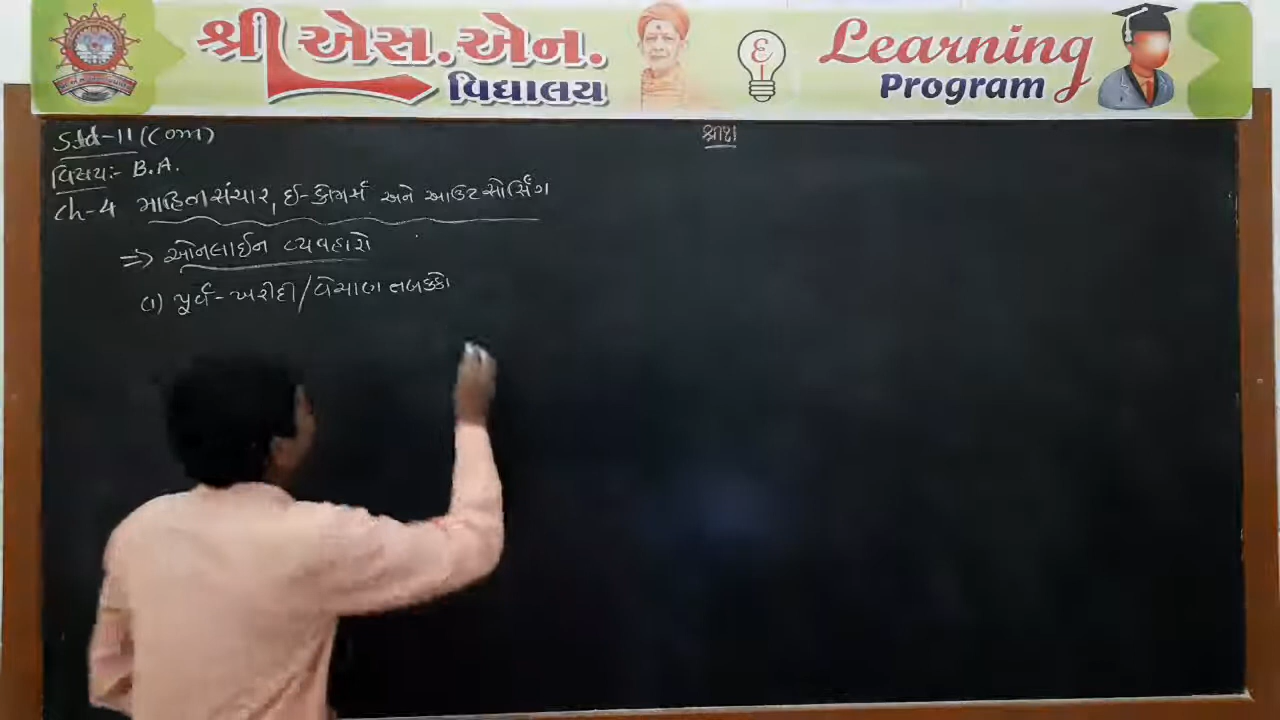 શ્રી એસ.એન.
વિદ્યાલય
Learning
Program
Std-11 (Com)
વિષય:- B.A.
Ch-4 માહિતીસંચાર, ઈ-કોમર્સ અને આઉટસોર્સિંગ
⇒ ઓનલાઈન વ્યવહારો
(૧) પૂર્વ-ખરીદી/વેચાણ તબક્કો